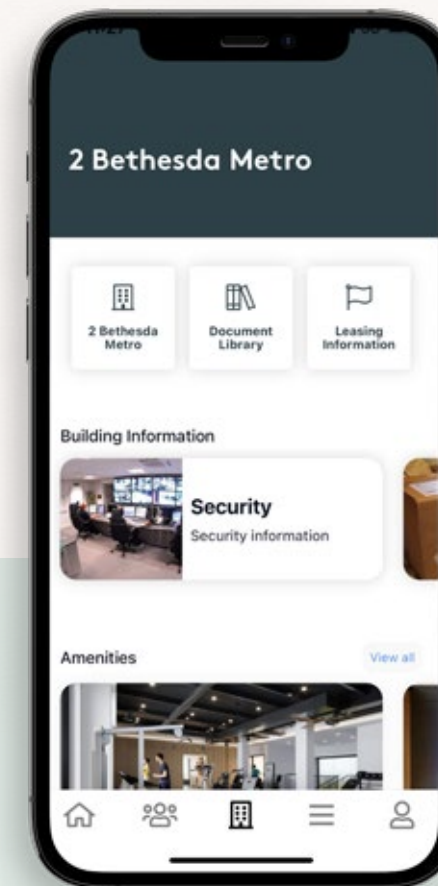 2 Bethesda Metro
2 Bethesda
Metro
Document
Library
Leasing
Information
Building Information
Security
Security information
Amenities
View all